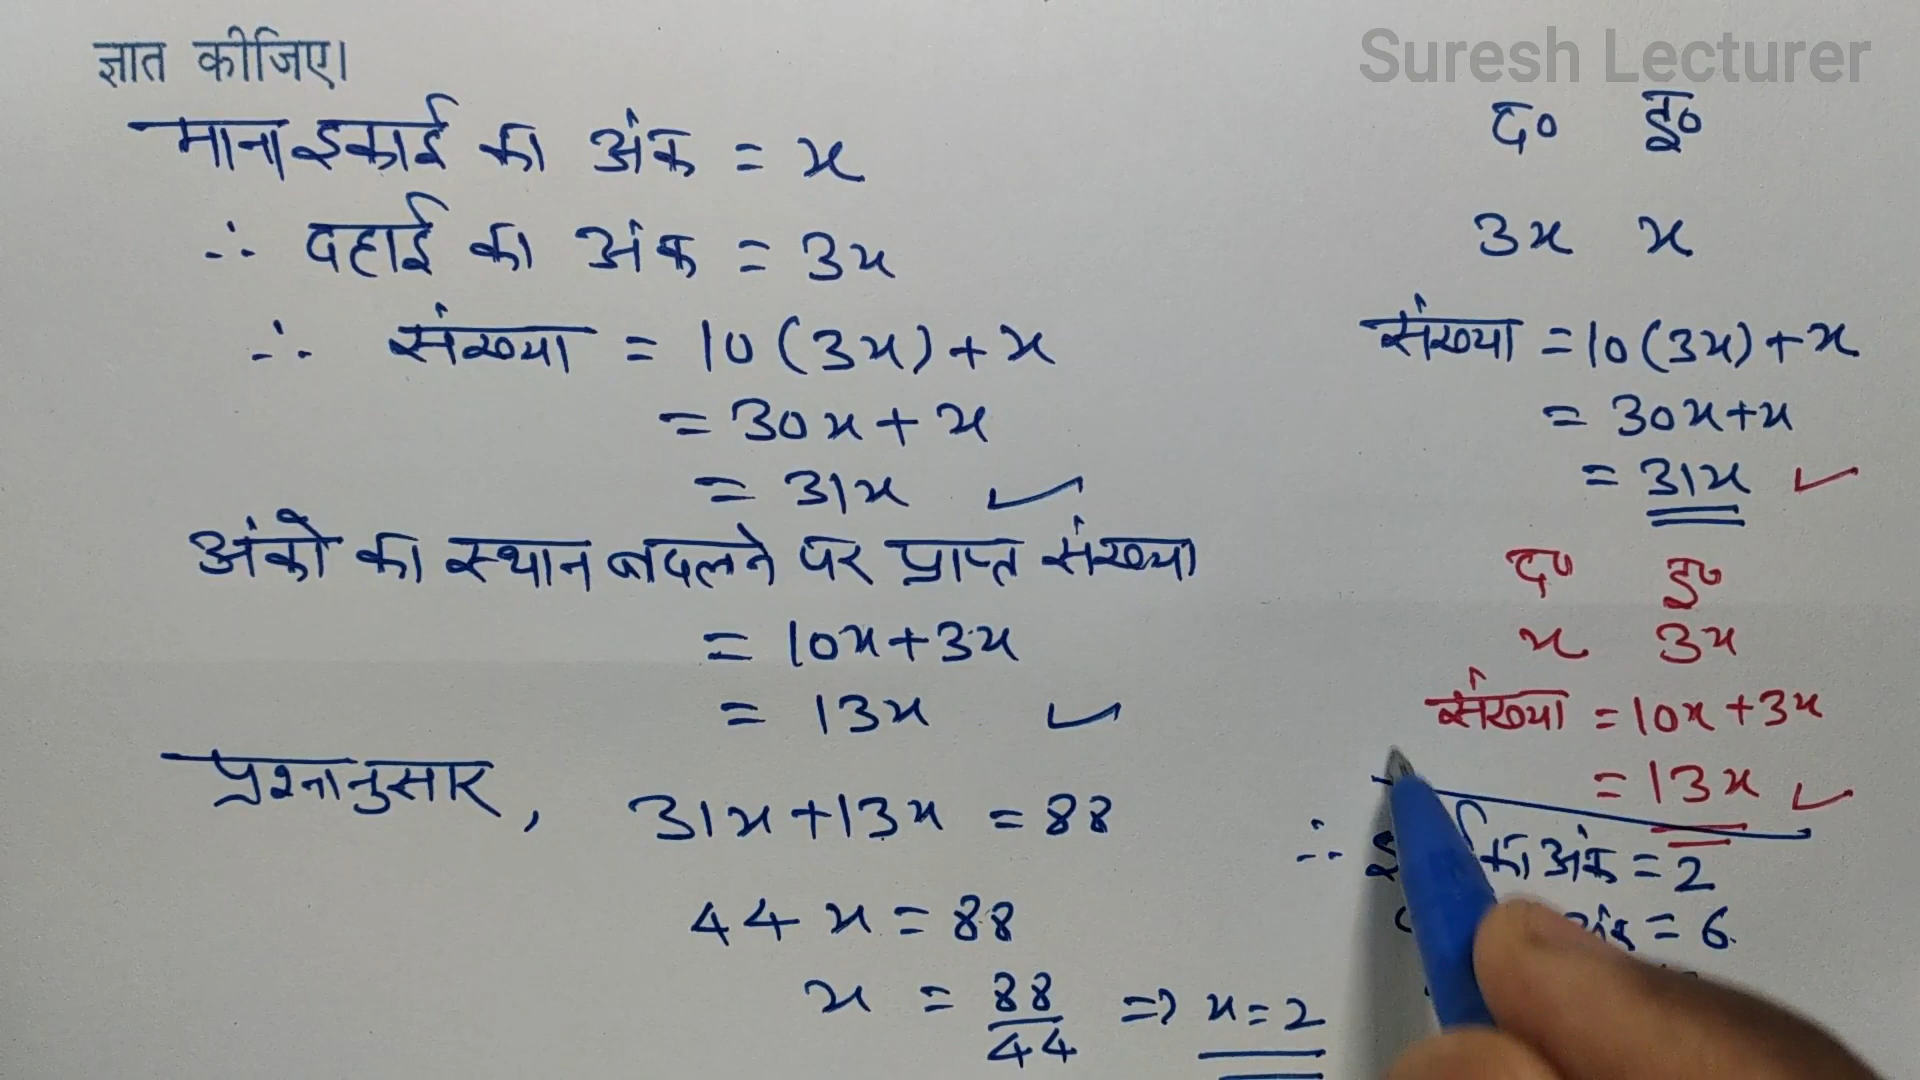 ज्ञात कीजिए।
Suresh Lecturer
माना इकाई का अंक = x
∴ दहाई का अंक = 3x
∴ संख्या = 10(3x)+x
= 30x+x
= 31x ✓
अंको का स्थान बदलने पर प्राप्त संख्या
= 10x+3x
= 13x ✓
प्रश्नानुसार, 31x+13x = 88
44x = 88
x = 88/44 => x=2
द० इ०
3x x
संख्या =10(3x)+x
= 30x+x
= 31x ✓
द० इ०
x 3x
संख्या =10x+3x
= 13x ✓
∴ का अंक = 2
= 6